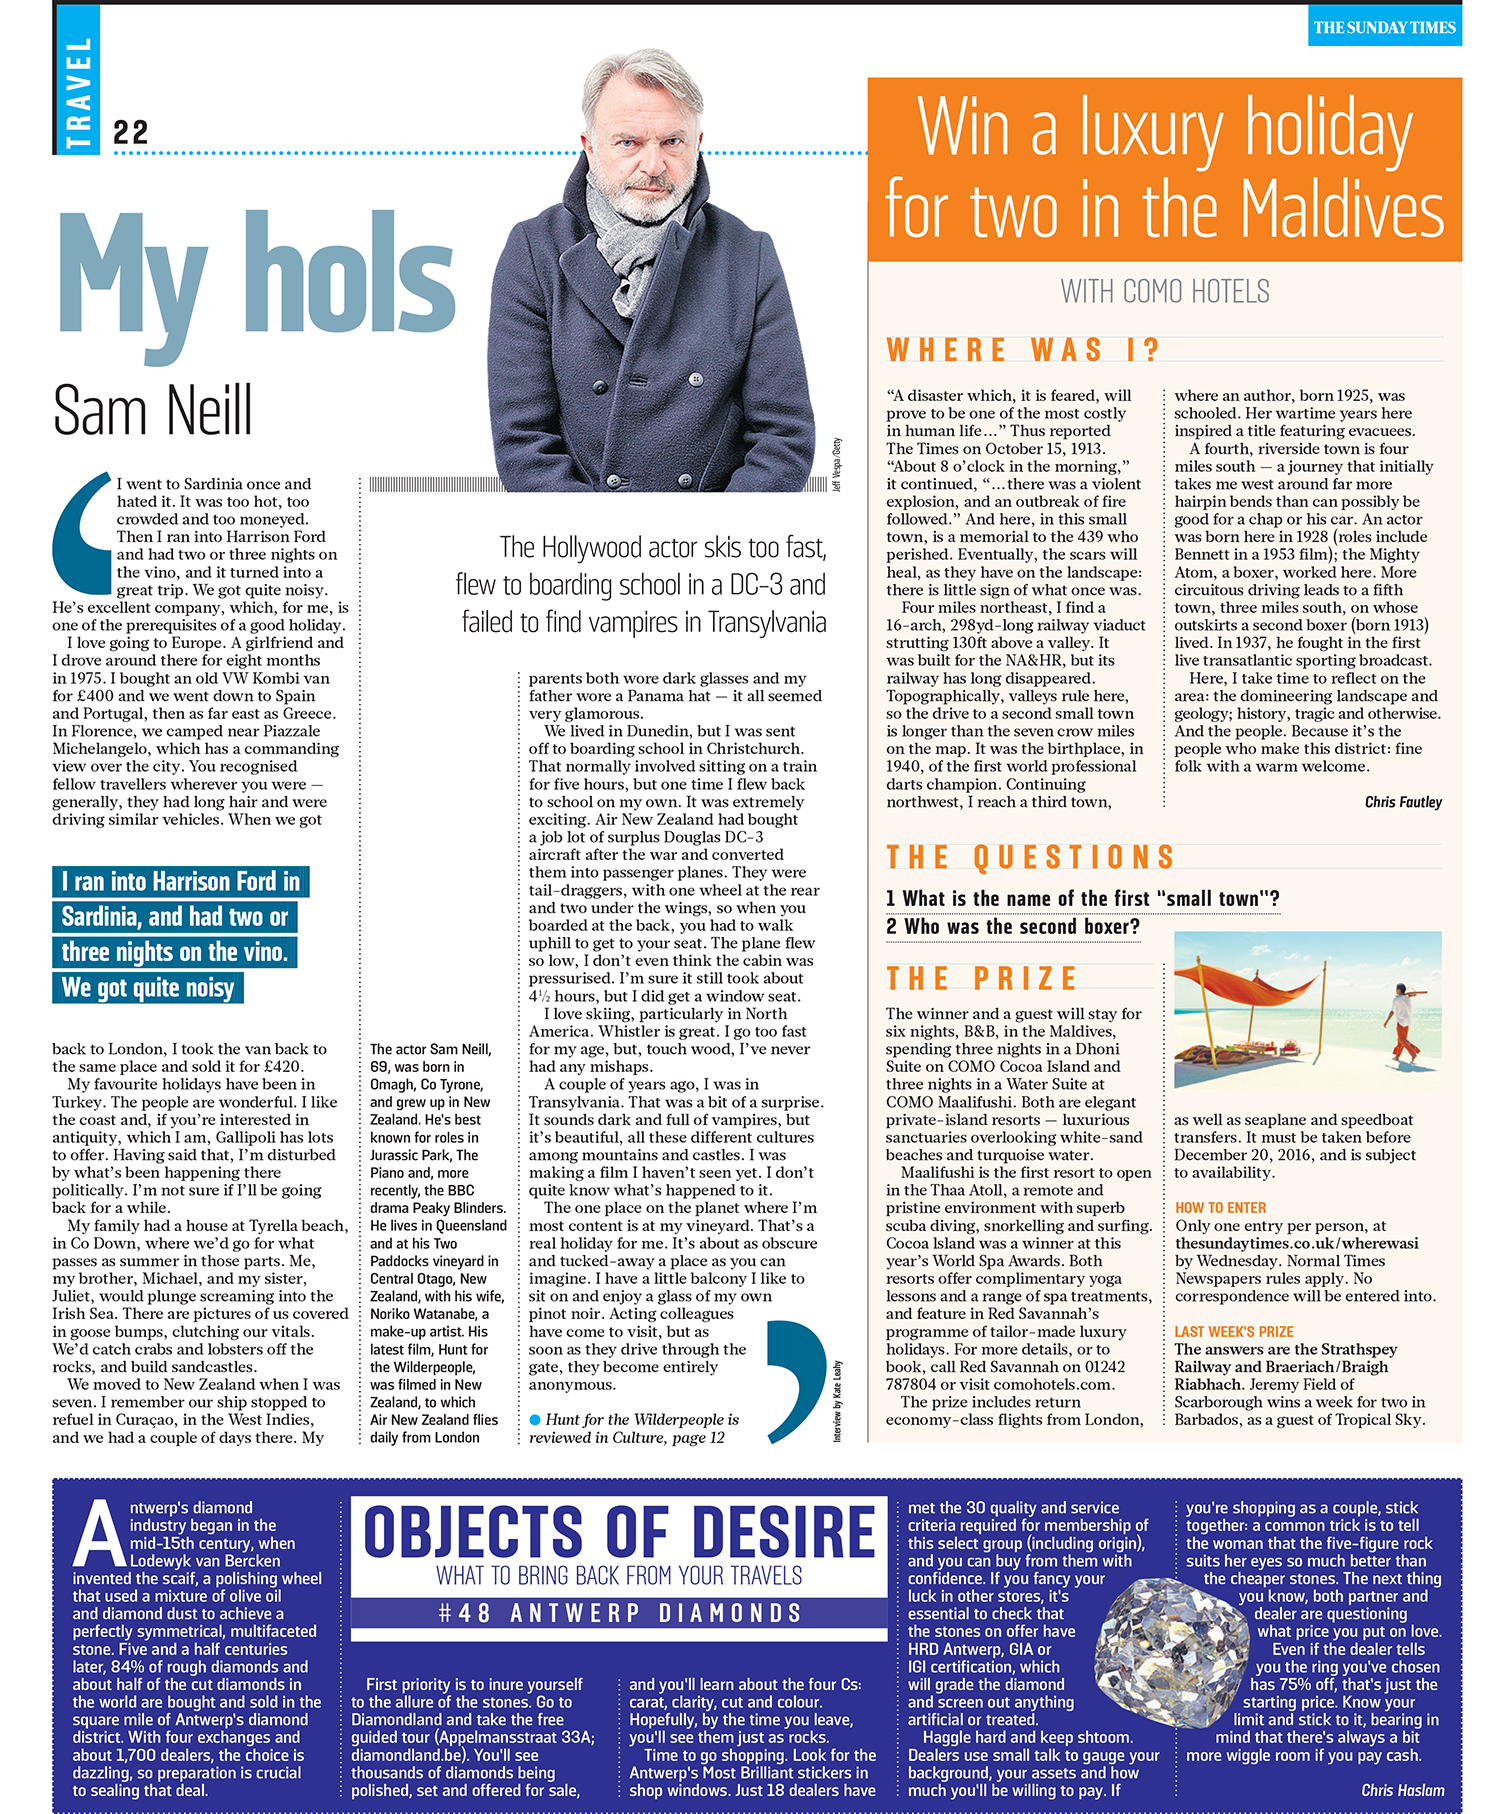 TRAVEL
22
THE SUNDAY TIMES
My hols
Sam Neill
Jeff Vespa/Getty
The Hollywood actor skis too fast,
flew to boarding school in a DC-3 and
failed to find vampires in Transylvania
I went to Sardinia once and
hated it. It was too hot, too
crowded and too moneyed.
Then I ran into Harrison Ford
and had two or three nights on
the vino, and it turned into a
great trip. We got quite noisy.
He's excellent company, which, for me, is
one of the prerequisites of a good holiday.
I love going to Europe. A girlfriend and
I drove around there for eight months
in 1975. I bought an old VW Kombi van
for £400 and we went down to Spain
and Portugal, then as far east as Greece.
In Florence, we camped near Piazzale
Michelangelo, which has a commanding
view over the city. You recognised
fellow travellers wherever you were —
generally, they had long hair and were
driving similar vehicles. When we got
I ran into Harrison Ford in
Sardinia, and had two or
three nights on the vino.
We got quite noisy
back to London, I took the van back to
the same place and sold it for £420.
My favourite holidays have been in
Turkey. The people are wonderful. I like
the coast and, if you're interested in
antiquity, which I am, Gallipoli has lots
to offer. Having said that, I'm disturbed
by what's been happening there
politically. I'm not sure if I'll be going
back for a while.
My family had a house at Tyrella beach,
in Co Down, where we'd go for what
passes as summer in those parts. Me,
my brother, Michael, and my sister,
Juliet, would plunge screaming into the
Irish Sea. There are pictures of us covered
in goose bumps, clutching our vitals.
We'd catch crabs and lobsters off the
rocks, and build sandcastles.
We moved to New Zealand when I was
seven. I remember our ship stopped to
refuel in Curaçao, in the West Indies,
and we had a couple of days there. My
The actor Sam Neill,
69, was born in
Omagh, Co Tyrone,
and grew up in New
Zealand. He's best
known for roles in
Jurassic Park, The
Piano and, more
recently, the BBC
drama Peaky Blinders.
He lives in Queensland
and at his Two
Paddocks vineyard in
Central Otago, New
Zealand, with his wife,
Noriko Watanabe, a
make-up artist. His
latest film, Hunt for
the Wilderpeople,
was filmed in New
Zealand, to which
Air New Zealand flies
daily from London
parents both wore dark glasses and my
father wore a Panama hat — it all seemed
very glamorous.
We lived in Dunedin, but I was sent
off to boarding school in Christchurch.
That normally involved sitting on a train
for five hours, but one time I flew back
to school on my own. It was extremely
exciting. Air New Zealand had bought
a job lot of surplus Douglas DC-3
aircraft after the war and converted
them into passenger planes. They were
tail-draggers, with one wheel at the rear
and two under the wings, so when you
boarded at the back, you had to walk
uphill to get to your seat. The plane flew
so low, I don't even think the cabin was
pressurised. I'm sure it still took about
4½ hours, but I did get a window seat.
I love skiing, particularly in North
America. Whistler is great. I go too fast
for my age, but, touch wood, I've never
had any mishaps.
A couple of years ago, I was in
Transylvania. That was a bit of a surprise.
It sounds dark and full of vampires, but
it's beautiful, all these different cultures
among mountains and castles. I was
making a film I haven't seen yet. I don't
quite know what's happened to it.
The one place on the planet where I'm
most content is at my vineyard. That's a
real holiday for me. It's about as obscure
and tucked-away a place as you can
imagine. I have a little balcony I like to
sit on and enjoy a glass of my own
pinot noir. Acting colleagues
have come to visit, but as
soon as they drive through the
gate, they become entirely
anonymous.
● Hunt for the Wilderpeople is
reviewed in Culture, page 12
Interview by Kate Leahy
Win a luxury holiday
for two in the Maldives
WITH COMO HOTELS
WHERE WAS I?
“A disaster which, it is feared, will
prove to be one of the most costly
in human life…” Thus reported
The Times on October 15, 1913.
“About 8 o'clock in the morning,”
it continued, “…there was a violent
explosion, and an outbreak of fire
followed.” And here, in this small
town, is a memorial to the 439 who
perished. Eventually, the scars will
heal, as they have on the landscape:
there is little sign of what once was.
Four miles northeast, I find a
16-arch, 298yd-long railway viaduct
strutting 130ft above a valley. It
was built for the NA&HR, but its
railway has long disappeared.
Topographically, valleys rule here,
so the drive to a second small town
is longer than the seven crow miles
on the map. It was the birthplace, in
1940, of the first world professional
darts champion. Continuing
northwest, I reach a third town,
where an author, born 1925, was
schooled. Her wartime years here
inspired a title featuring evacuees.
A fourth, riverside town is four
miles south — a journey that initially
takes me west around far more
hairpin bends than can possibly be
good for a chap or his car. An actor
was born here in 1928 (roles include
Bennett in a 1953 film); the Mighty
Atom, a boxer, worked here. More
circuitous driving leads to a fifth
town, three miles south, on whose
outskirts a second boxer (born 1913)
lived. In 1937, he fought in the first
live transatlantic sporting broadcast.
Here, I take time to reflect on the
area: the domineering landscape and
geology; history, tragic and otherwise.
And the people. Because it's the
people who make this district: fine
folk with a warm welcome.
Chris Fautley
THE QUESTIONS
1 What is the name of the first “small town”?
2 Who was the second boxer?
THE PRIZE
The winner and a guest will stay for
six nights, B&B, in the Maldives,
spending three nights in a Dhoni
Suite on COMO Cocoa Island and
three nights in a Water Suite at
COMO Maalifushi. Both are elegant
private-island resorts — luxurious
sanctuaries overlooking white-sand
beaches and turquoise water.
Maalifushi is the first resort to open
in the Thaa Atoll, a remote and
pristine environment with superb
scuba diving, snorkelling and surfing.
Cocoa Island was a winner at this
year's World Spa Awards. Both
resorts offer complimentary yoga
lessons and a range of spa treatments,
and feature in Red Savannah's
programme of tailor-made luxury
holidays. For more details, or to
book, call Red Savannah on 01242
787804 or visit comohotels.com.
The prize includes return
economy-class flights from London,
as well as seaplane and speedboat
transfers. It must be taken before
December 20, 2016, and is subject
to availability.
HOW TO ENTER
Only one entry per person, at
thesundaytimes.co.uk/wherewasi
by Wednesday. Normal Times
Newspapers rules apply. No
correspondence will be entered into.
LAST WEEK'S PRIZE
The answers are the Strathspey
Railway and Braeriach/Braigh
Riabhach. Jeremy Field of
Scarborough wins a week for two in
Barbados, as a guest of Tropical Sky.
Antwerp's diamond
industry began in the
mid-15th century, when
Lodewyk van Bercken
invented the scaif, a polishing wheel
that used a mixture of olive oil
and diamond dust to achieve a
perfectly symmetrical, multifaceted
stone. Five and a half centuries
later, 84% of rough diamonds and
about half of the cut diamonds in
the world are bought and sold in the
square mile of Antwerp's diamond
district. With four exchanges and
about 1,700 dealers, the choice is
dazzling, so preparation is crucial
to sealing that deal.
OBJECTS OF DESIRE
WHAT TO BRING BACK FROM YOUR TRAVELS
#48 ANTWERP DIAMONDS
First priority is to inure yourself
to the allure of the stones. Go to
Diamondland and take the free
guided tour (Appelmansstraat 33A;
diamondland.be). You'll see
thousands of diamonds being
polished, set and offered for sale,
and you'll learn about the four Cs:
carat, clarity, cut and colour.
Hopefully, by the time you leave,
you'll see them just as rocks.
Time to go shopping. Look for the
Antwerp's Most Brilliant stickers in
shop windows. Just 18 dealers have
met the 30 quality and service
criteria required for membership of
this select group (including origin),
and you can buy from them with
confidence. If you fancy your
luck in other stores, it's
essential to check that
the stones on offer have
HRD Antwerp, GIA or
IGI certification, which
will grade the diamond
and screen out anything
artificial or treated.
Haggle hard and keep shtoom.
Dealers use small talk to gauge your
background, your assets and how
much you'll be willing to pay. If
you're shopping as a couple, stick
together: a common trick is to tell
the woman that the five-figure rock
suits her eyes so much better than
the cheaper stones. The next thing
you know, both partner and
dealer are questioning
what price you put on love.
Even if the dealer tells
you the ring you've chosen
has 75% off, that's just the
starting price. Know your
limit and stick to it, bearing in
mind that there's always a bit
more wiggle room if you pay cash.
Chris Haslam